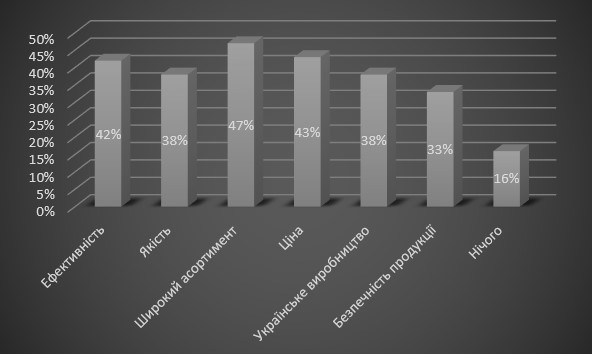 50%
45%
40%
35%
30%
25%
20%
15%
10%
5%
0%
42%
38%
47%
43%
38%
33%
16%
Ефективність
Якість
Широкий асортимент
Ціна
Українське виробництво
Безпечність продукції
Нічого